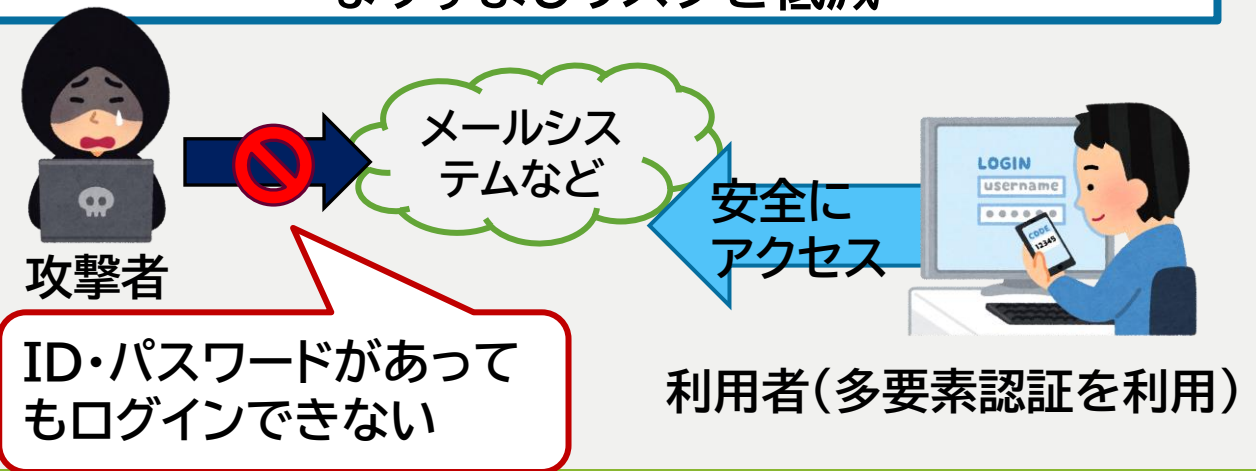 メールシス
テムなど
LOGIN
username
CODE
12345
安全に
アクセス
攻撃者
ID・パスワードがあって
もログインできない
利用者(多要素認証を利用)